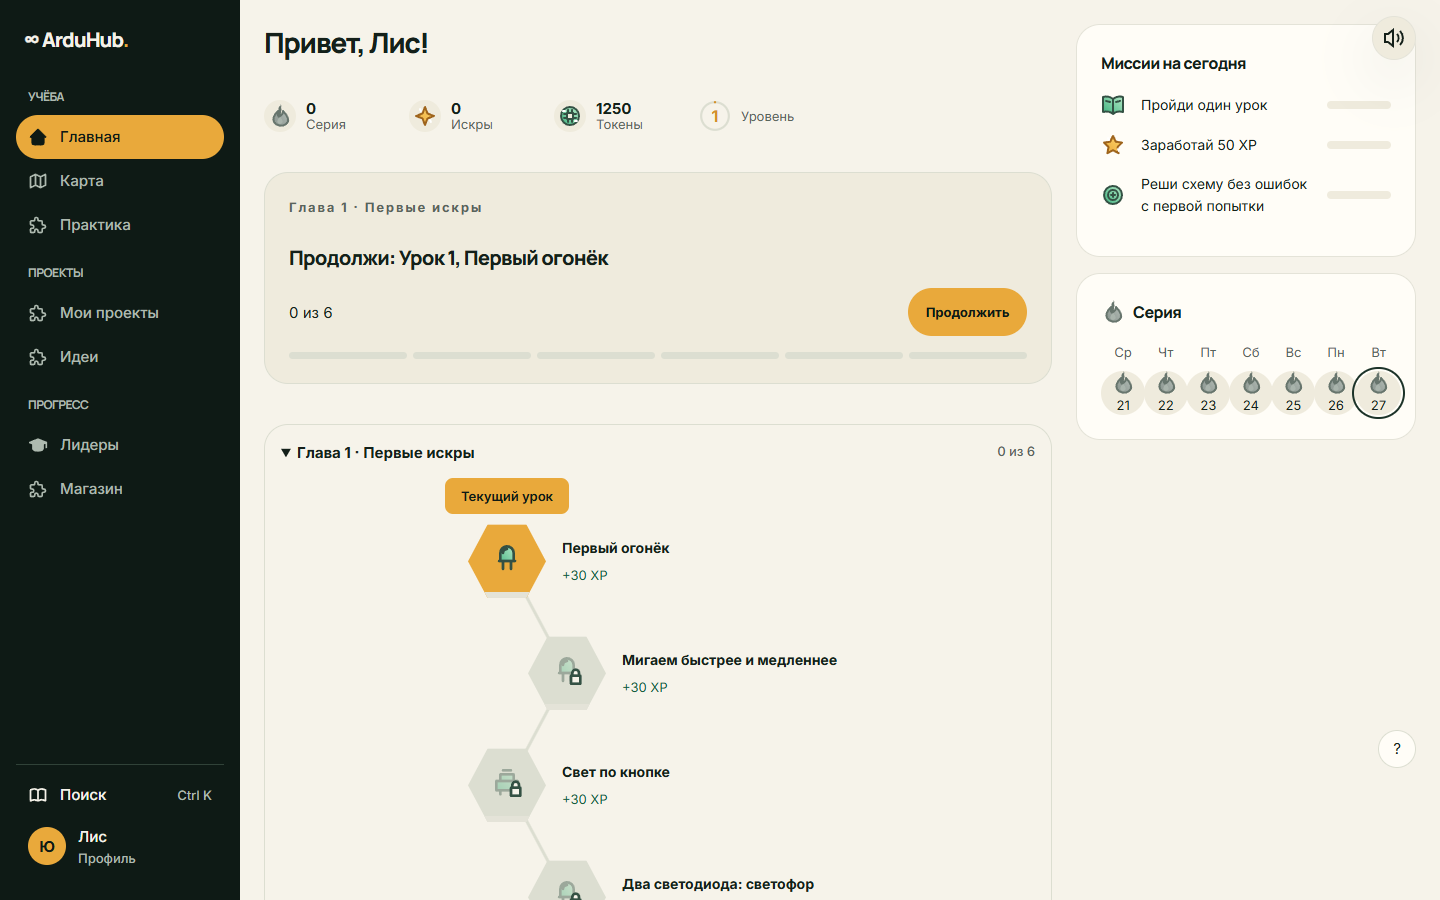 ∞ ArduHub.
УЧЁБА
Главная
Карта
Практика
ПРОЕКТЫ
Мои проекты
Идеи
ПРОГРЕСС
Лидеры
Магазин
Поиск Ctrl K
Ю
Лис
Профиль
Привет, Лис!
0
Серия
0
Искры
1250
Токены
1 Уровень
Глава 1 · Первые искры
Продолжи: Урок 1, Первый огонёк
0 из 6
Продолжить
Глава 1 · Первые искры
0 из 6
Текущий урок
Первый огонёк
+30 XP
Мигаем быстрее и медленнее
+30 XP
Свет по кнопке
+30 XP
Два светодиода: светофор
Миссии на сегодня
Пройди один урок
Заработай 50 XP
Реши схему без ошибок
с первой попытки
Серия
Ср Чт Пт Сб Вс Пн Вт
21 22 23 24 25 26 27
?